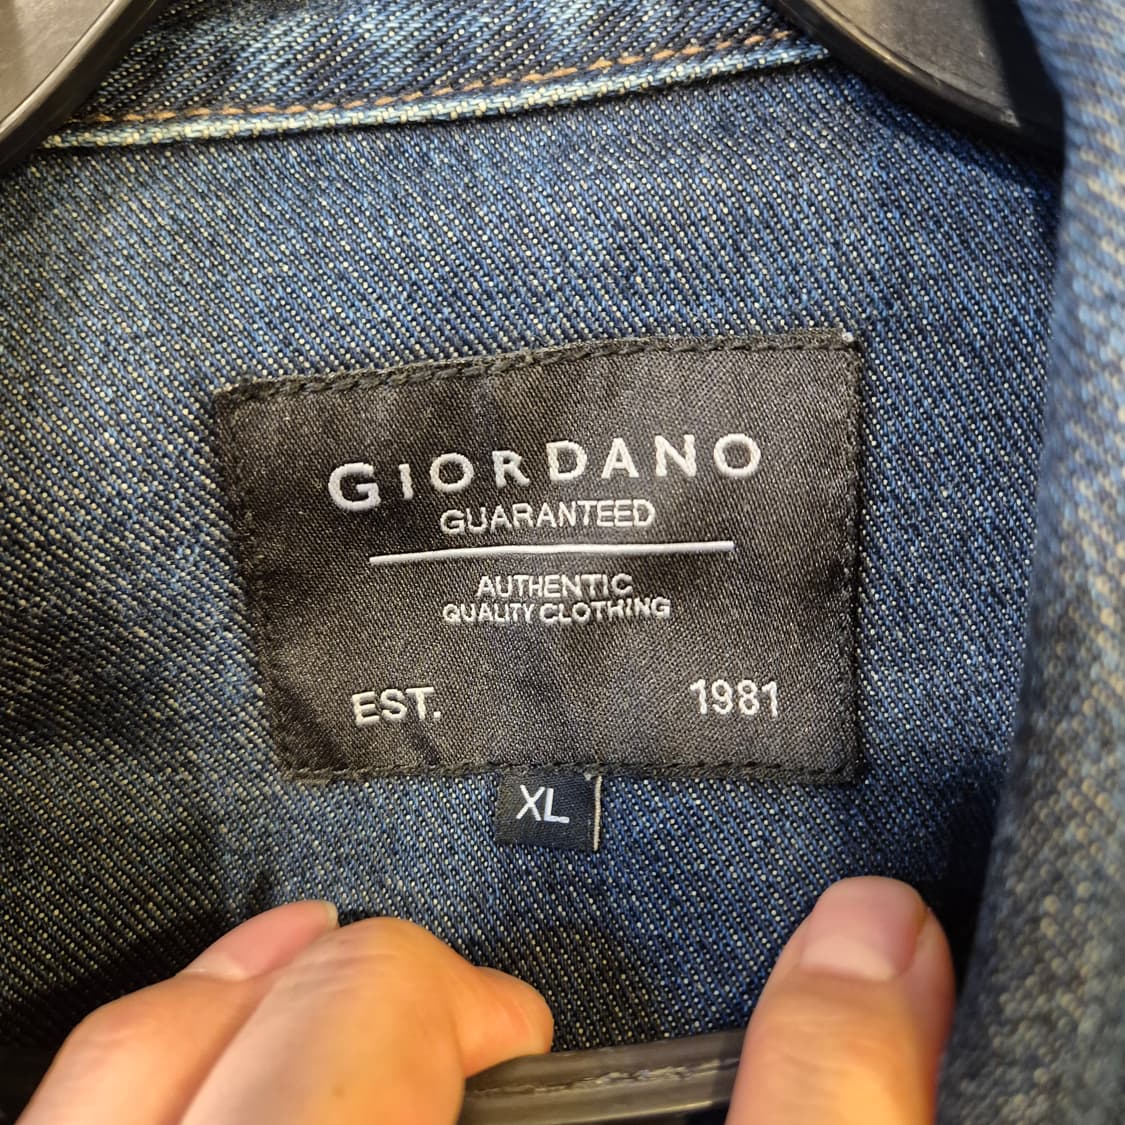 GIORDANO
GUARANTEED
AUTHENTIC
QUALITY CLOTHING
EST. 1981
XL